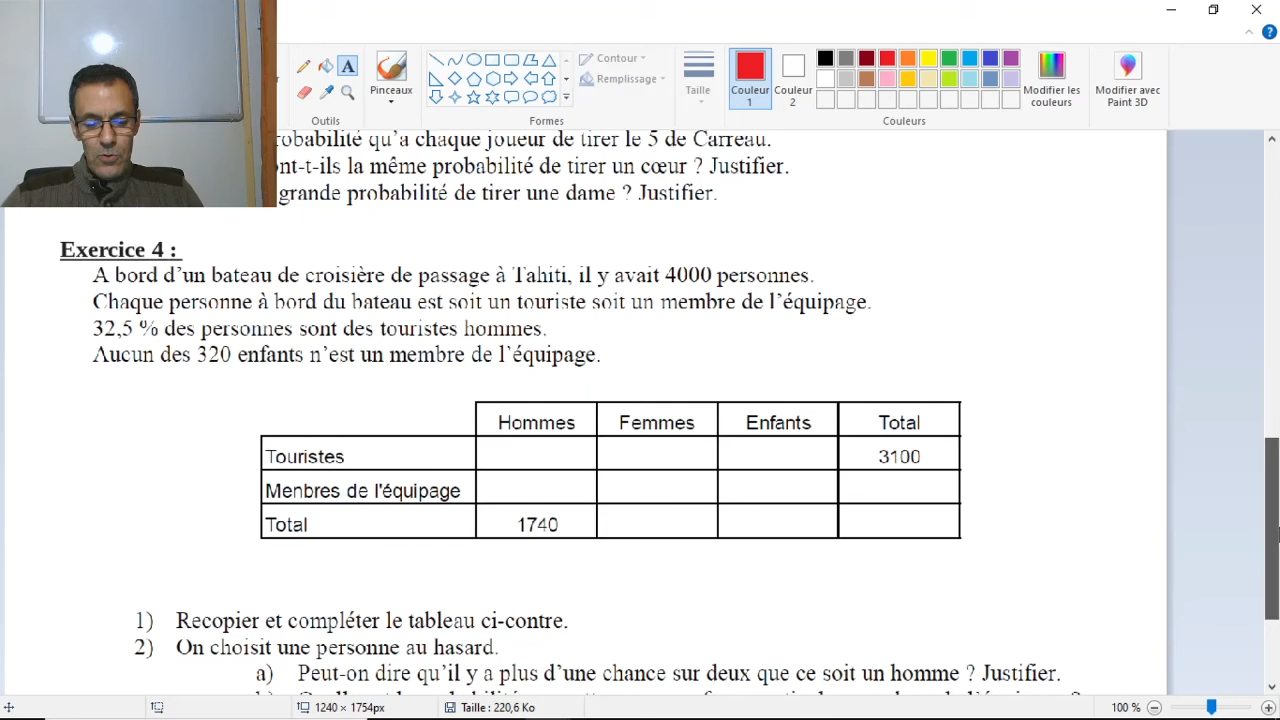 Contour
Remplissage
Pinceaux
Taille
Couleur 1
Couleur 2
Modifier les couleurs
Modifier avec Paint 3D
Outils
Formes
Couleurs
robabilité qu'a chaque joueur de tirer le 5 de Carreau.
ont-t-ils la même probabilité de tirer un cœur ? Justifier.
grande probabilité de tirer une dame ? Justifier.
Exercice 4 :
A bord d'un bateau de croisière de passage à Tahiti, il y avait 4000 personnes.
Chaque personne à bord du bateau est soit un touriste soit un membre de l'équipage.
32,5 % des personnes sont des touristes hommes.
Aucun des 320 enfants n'est un membre de l'équipage.
Hommes Femmes Enfants Total
Touristes 3100
Menbres de l'équipage
Total 1740
1) Recopier et compléter le tableau ci-contre.
2) On choisit une personne au hasard.
a) Peut-on dire qu'il y a plus d'une chance sur deux que ce soit un homme ? Justifier.
1240 × 1754px
Taille : 220,6 Ko
100 %